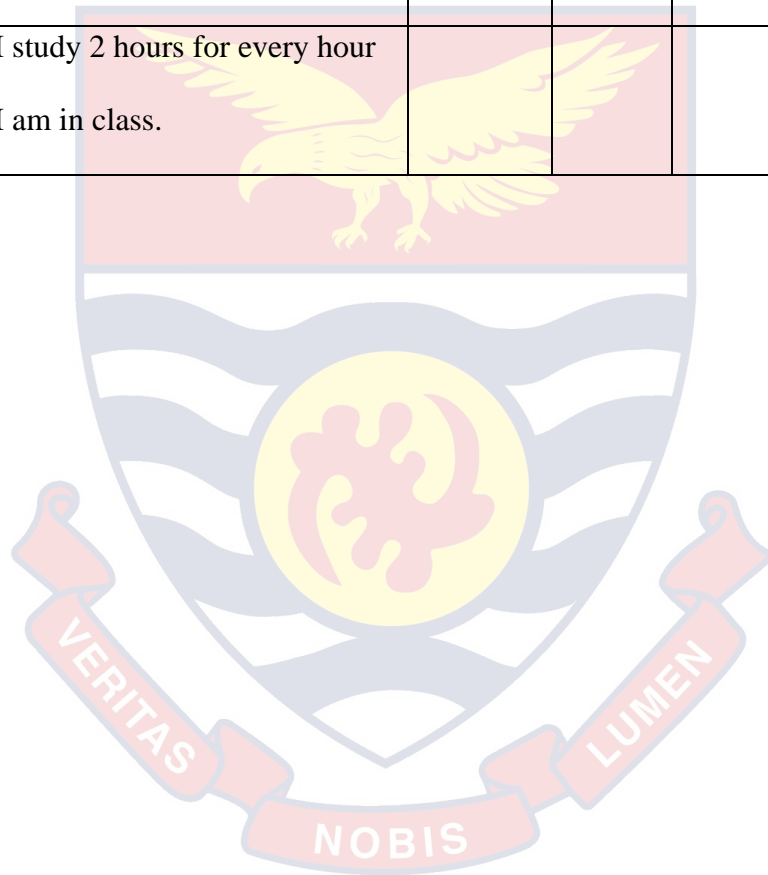 I study 2 hours for every hour
I am in class.
VERITAS
NOBIS
LUMEN